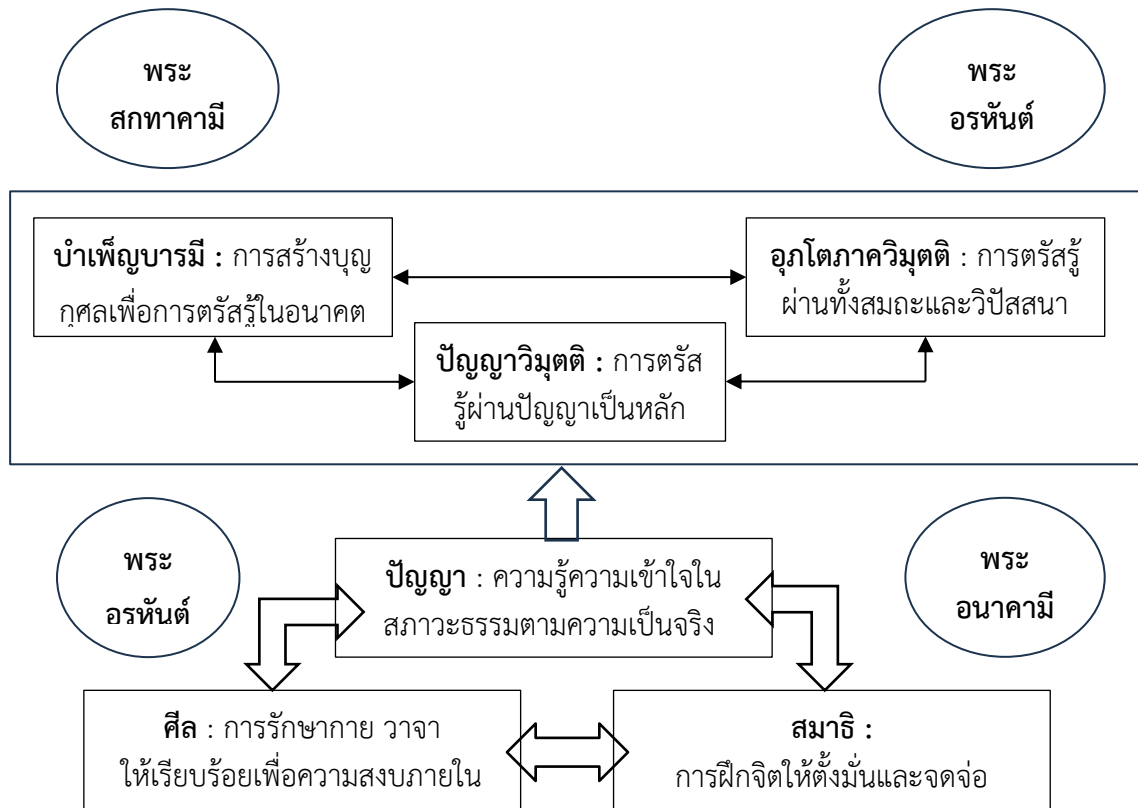 พระ
สกทาคามี
พระ
อรหันต์
บำเพ็ญบารมี : การสร้างบุญ
กุศลเพื่อการตรัสรู้ในอนาคต
อุภโตภาควิมุตติ : การตรัสรู้
ผ่านทั้งสมถะและวิปัสสนา
ปัญญาวิมุตติ : การตรัส
รู้ผ่านปัญญาเป็นหลัก
พระ
อรหันต์
ปัญญา : ความรู้ความเข้าใจใน
สภาวะธรรมตามความเป็นจริง
พระ
อนาคามี
ศีล : การรักษากาย วาจา
ให้เรียบร้อยเพื่อความสงบภายใน
สมาธิ :
การฝึกจิตให้ตั้งมั่นและจดจ่อ